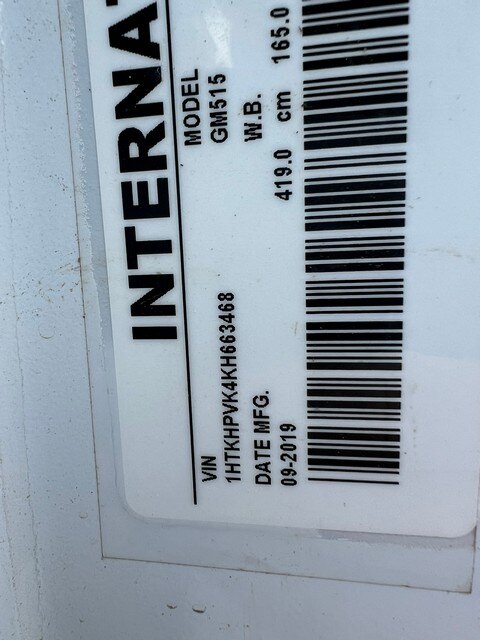 INTERNA
VIN
1HTKHPVK4KH663468
MODEL
GM515
DATE MFG.
09-2019
W.B.
419.0 cm 165.0